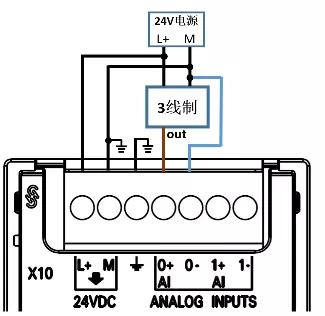 24V电源
L+ M
3线制
out
X10
L+ M 0+ 0- 1+ 1-
AI AI
24VDC ANALOG INPUTS